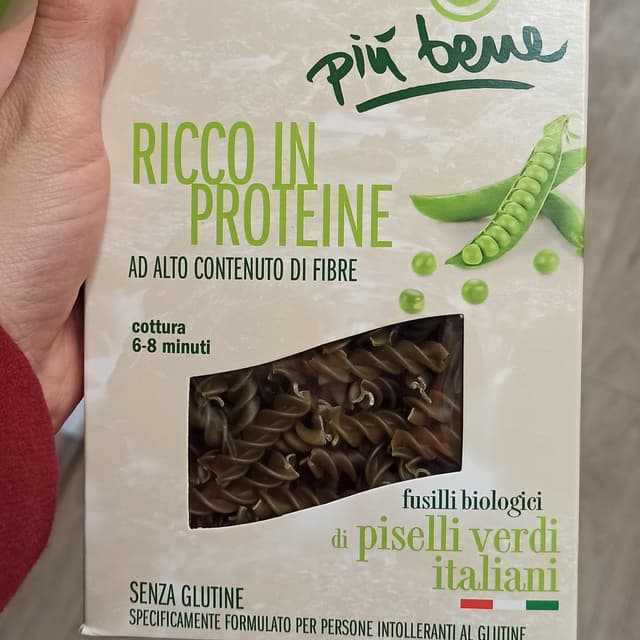 più bene
RICCO IN
PROTEINE
AD ALTO CONTENUTO DI FIBRE
cottura
6-8 minuti
fusilli biologici
di piselli verdi
italiani
SENZA GLUTINE
SPECIFICAMENTE FORMULATO PER PERSONE INTOLLERANTI AL GLUTINE